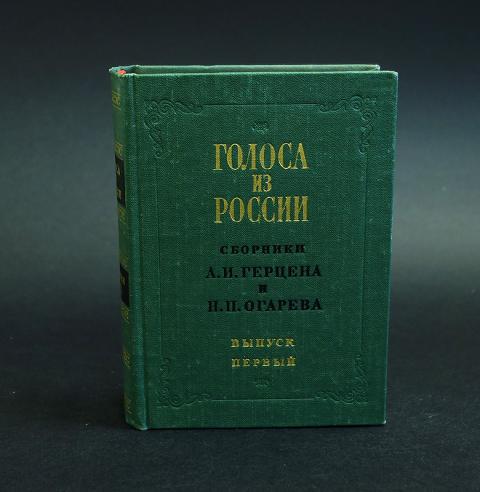 ГОЛОСА
ИЗ
РОССИИ
СБОРНИКИ
А.И.ГЕРЦЕНА
И
Н.П.ОГАРЕВА
ВЫПУСК
ПЕРВЫЙ